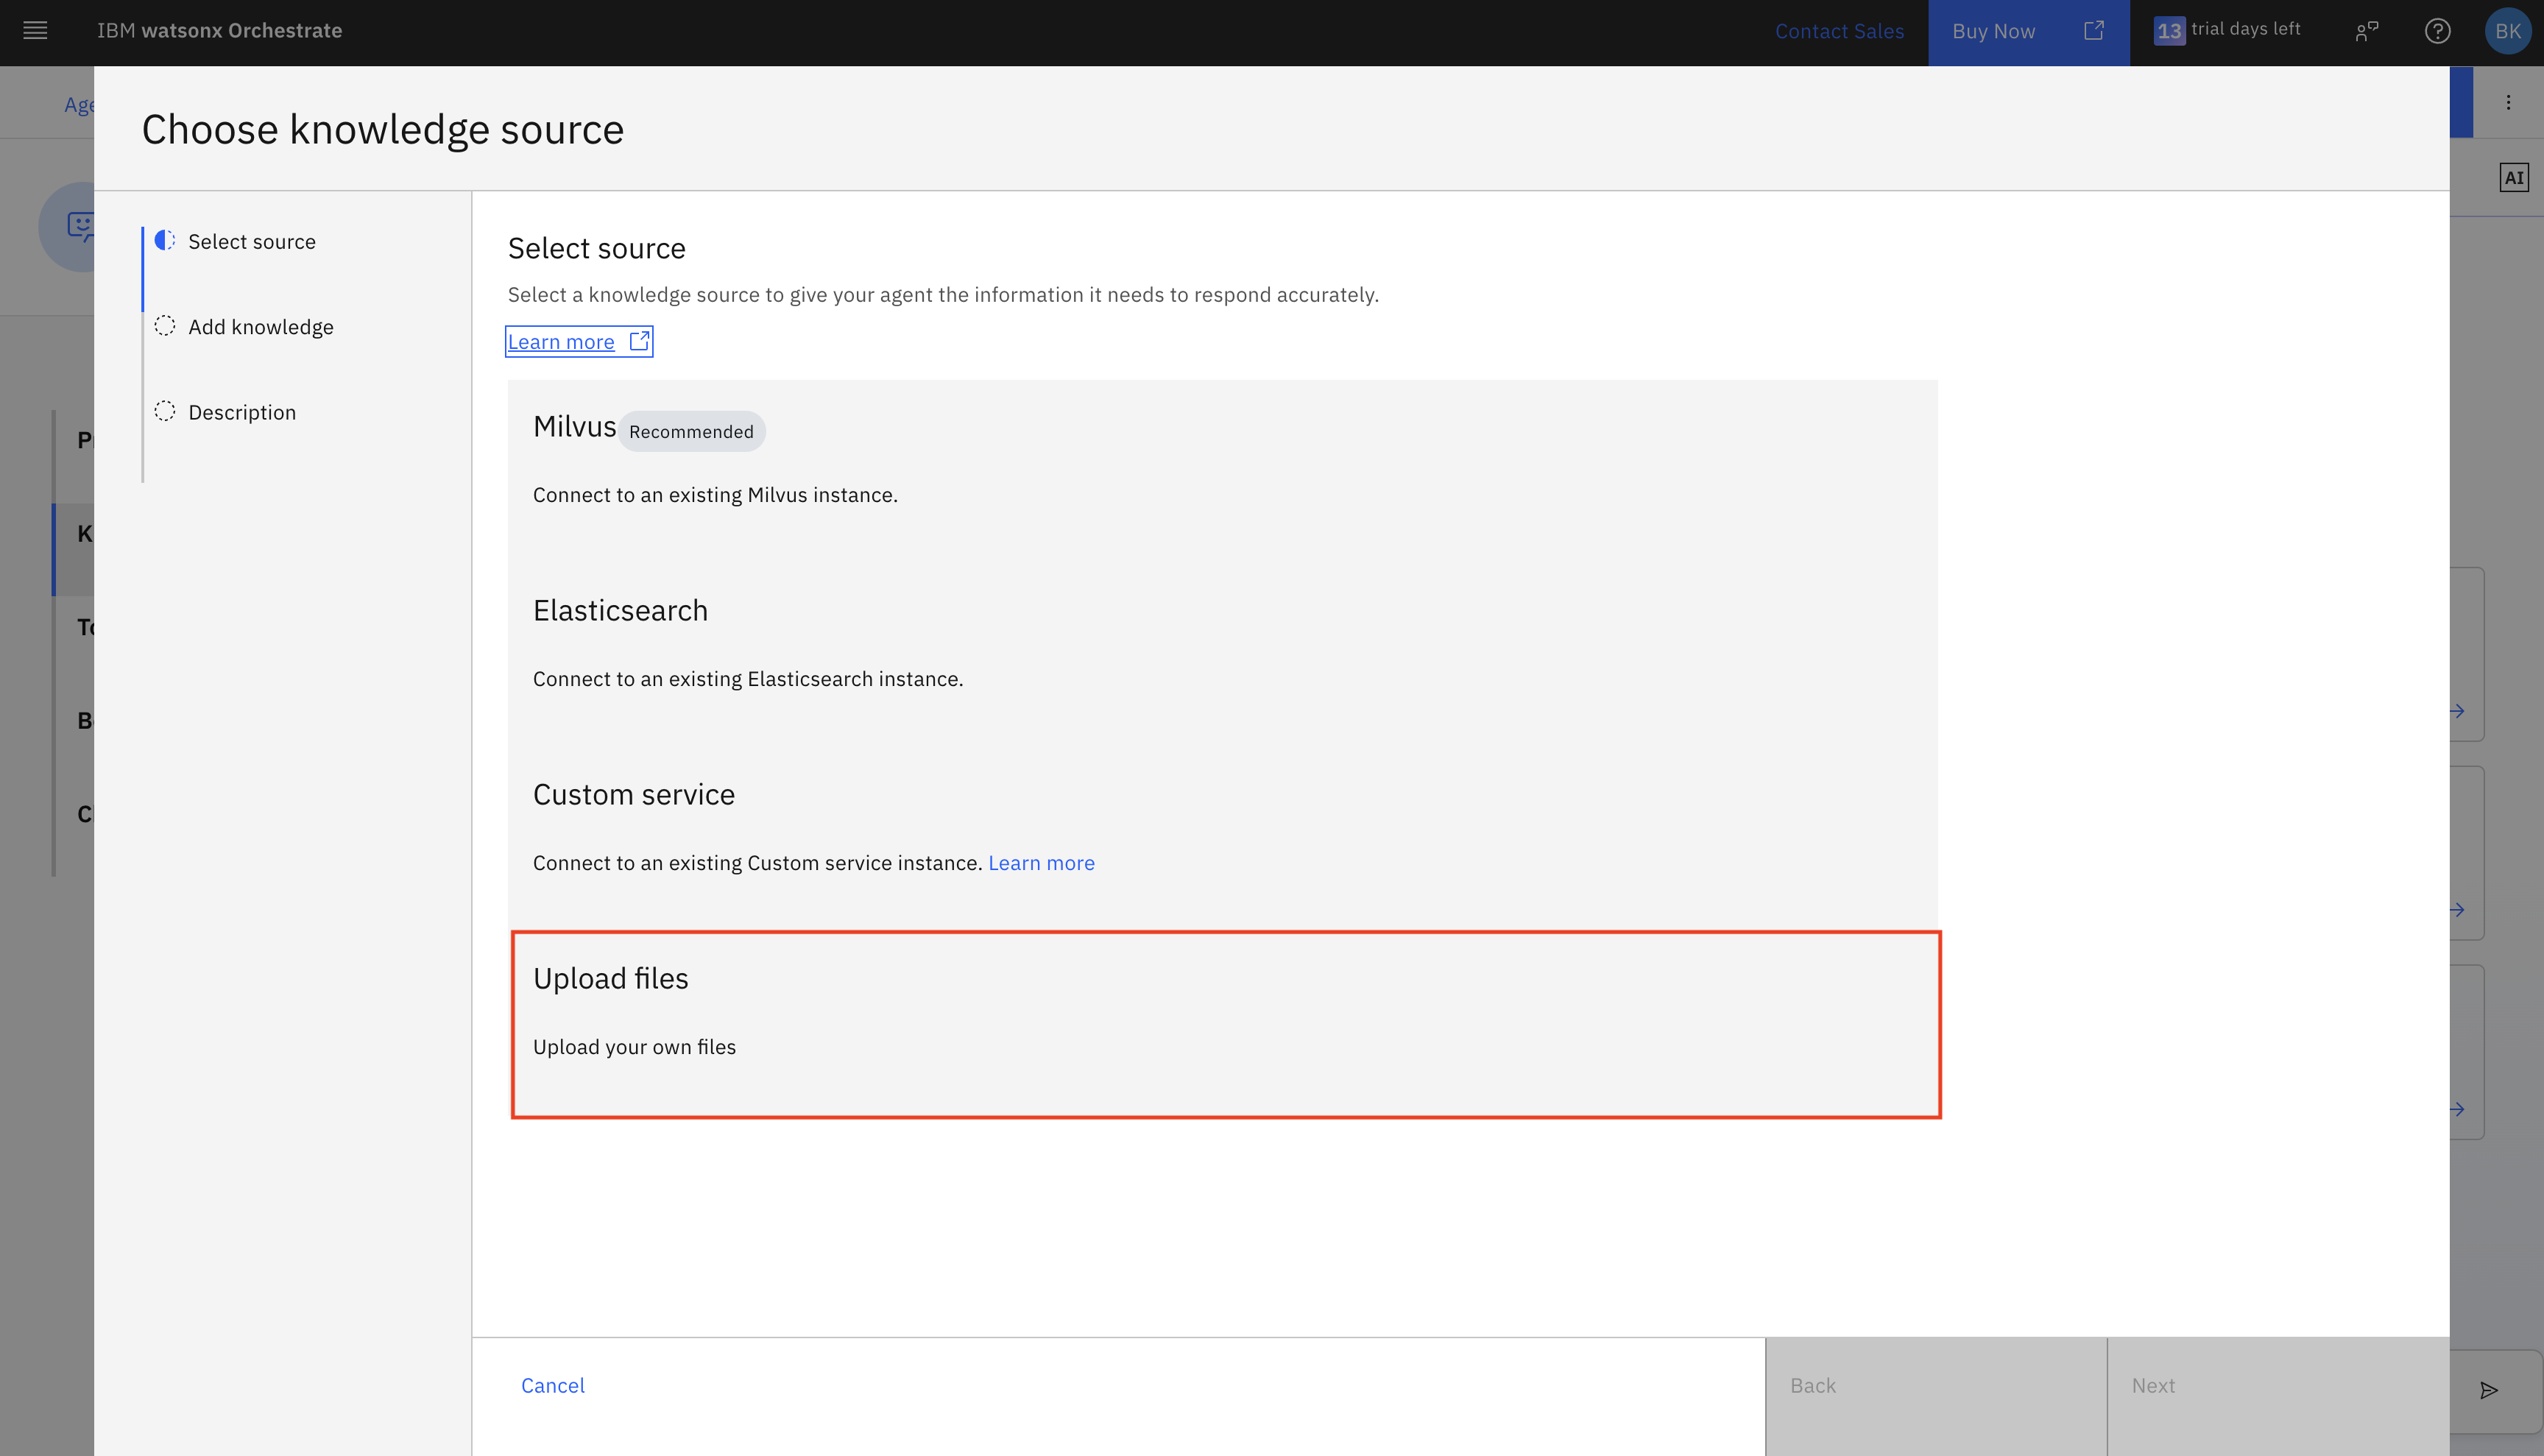 IBM watsonx Orchestrate
Contact Sales
Buy Now
13 trial days left
BK
AI
Choose knowledge source
Select source
Add knowledge
Description
Select source
Select a knowledge source to give your agent the information it needs to respond accurately.
Learn more
Milvus Recommended
Connect to an existing Milvus instance.
Elasticsearch
Connect to an existing Elasticsearch instance.
Custom service
Connect to an existing Custom service instance. Learn more
Upload files
Upload your own files
Cancel
Back
Next